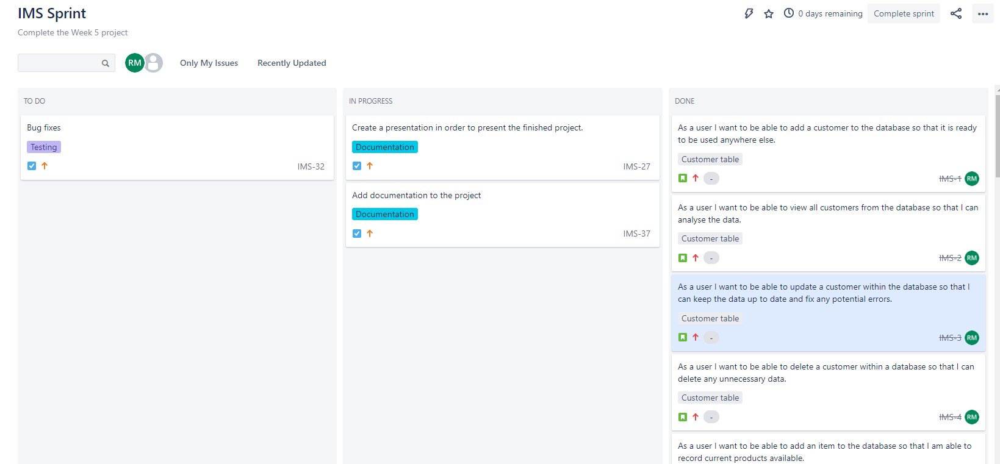 IMS Sprint
0 days remaining
Complete sprint
Complete the Week 5 project
RM
Only My Issues
Recently Updated
TO DO
Bug fixes
Testing
IMS-32
IN PROGRESS
Create a presentation in order to present the finished project.
Documentation
IMS-27
Add documentation to the project
Documentation
IMS-37
DONE
As a user I want to be able to add a customer to the database so that it is ready
to be used anywhere else.
Customer table
-
IMS-1
RM
As a user I want to be able to view all customers from the database so that I can
analyse the data.
Customer table
-
IMS-2
RM
As a user I want to be able to update a customer within the database so that I
can keep the data up to date and fix any potential errors.
Customer table
-
IMS-3
RM
As a user I want to be able to delete a customer within a database so that I can
delete any unnecessary data.
Customer table
-
IMS-4
RM
As a user I want to be able to add an item to the database so that I am able to
record current products available.